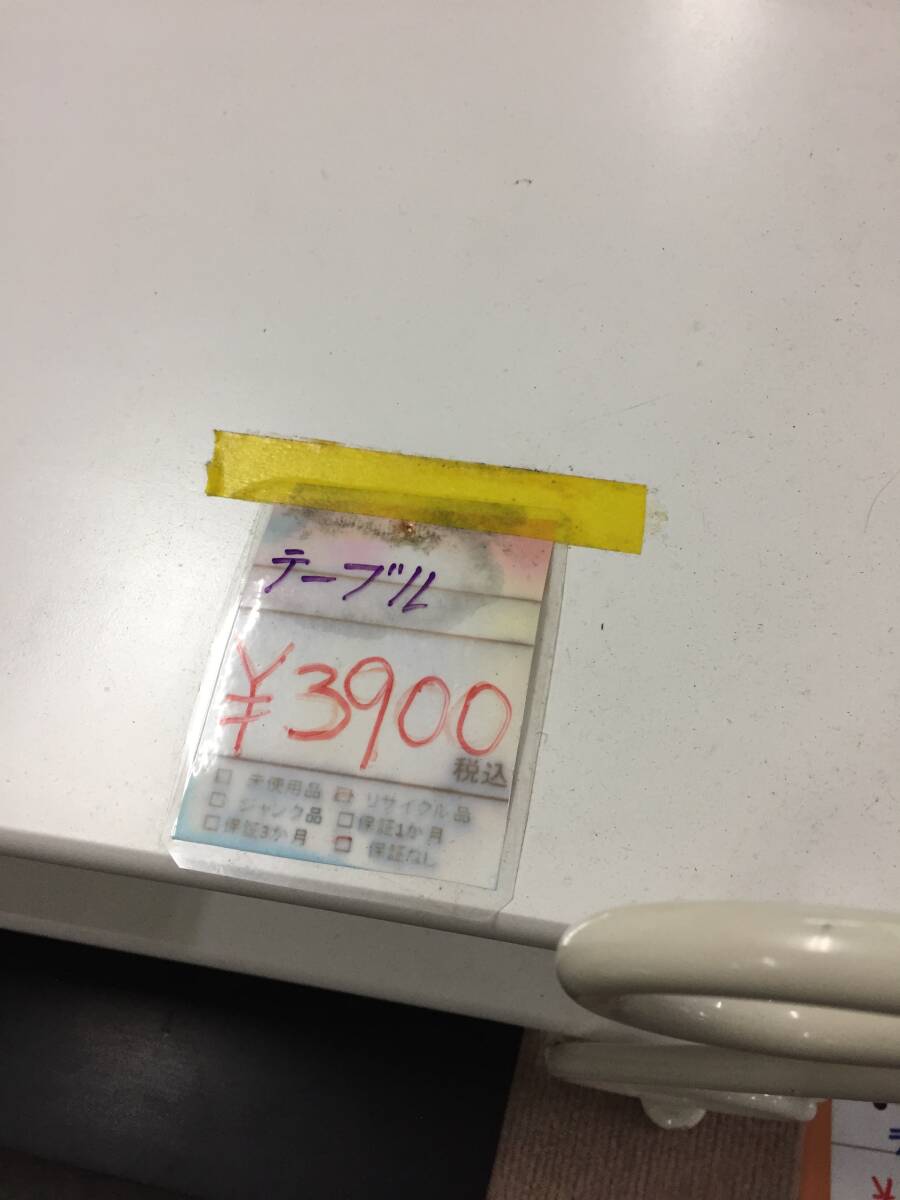 テーブル
¥3900
税込
□ 未使用品 □ リサイクル品
□ ジャンク品 □ 保証1か月
□ 保証3か月 □ 保証なし